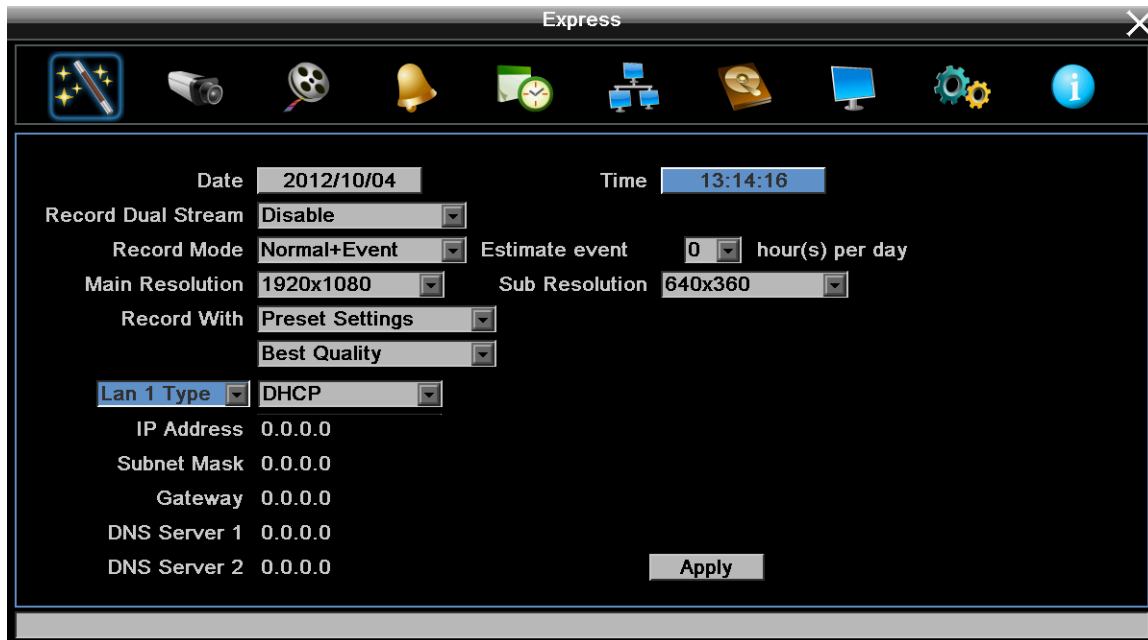 Express
Date 2012/10/04 Time 13:14:16
Record Dual Stream Disable
Record Mode Normal+Event Estimate event 0 hour(s) per day
Main Resolution 1920x1080 Sub Resolution 640x360
Record With Preset Settings
Best Quality
Lan 1 Type DHCP
IP Address 0.0.0.0
Subnet Mask 0.0.0.0
Gateway 0.0.0.0
DNS Server 1 0.0.0.0
DNS Server 2 0.0.0.0 Apply